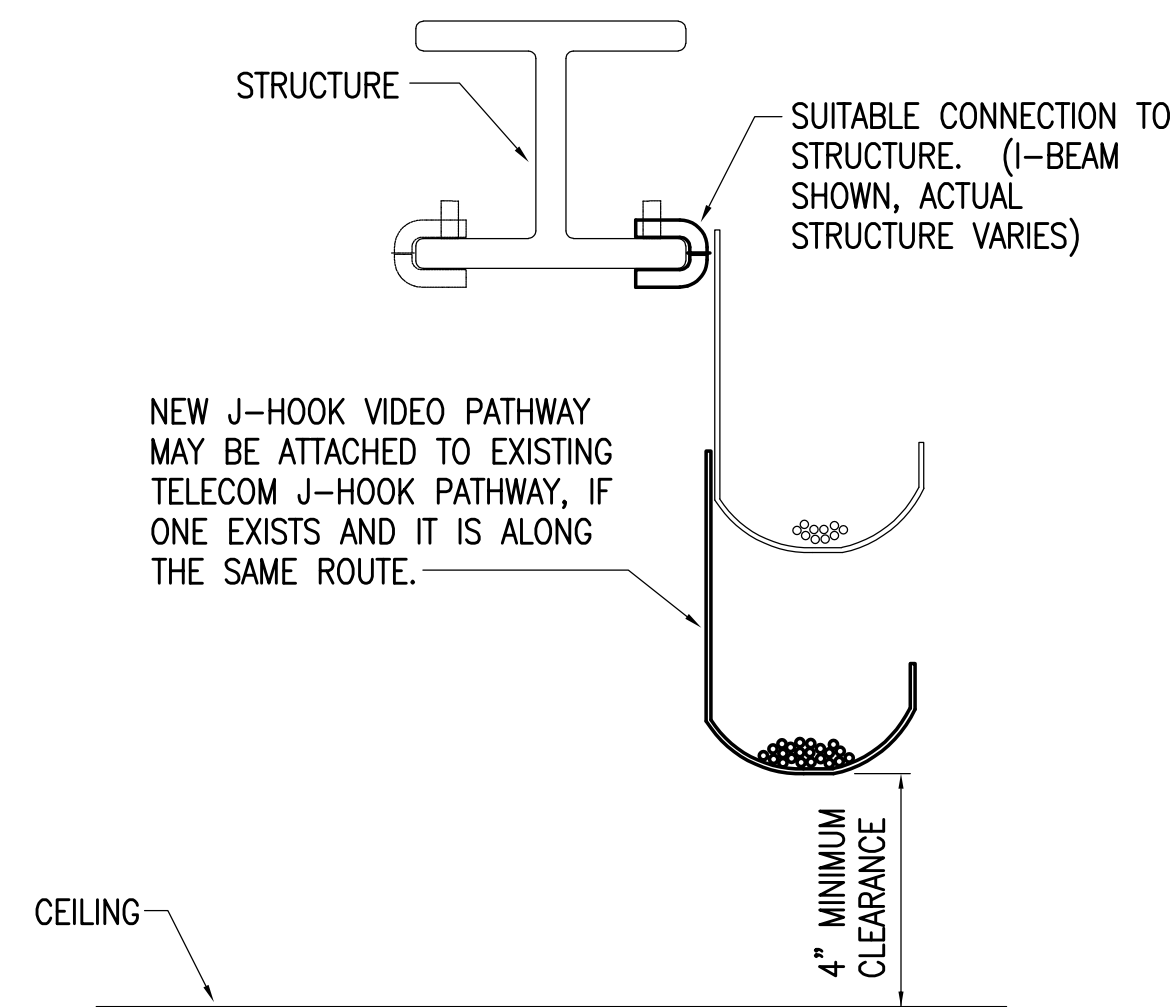 STRUCTURE
SUITABLE CONNECTION TO
STRUCTURE. (I-BEAM
SHOWN, ACTUAL
STRUCTURE VARIES)
NEW J-HOOK VIDEO PATHWAY
MAY BE ATTACHED TO EXISTING
TELECOM J-HOOK PATHWAY, IF
ONE EXISTS AND IT IS ALONG
THE SAME ROUTE.
4" MINIMUM
CLEARANCE
CEILING